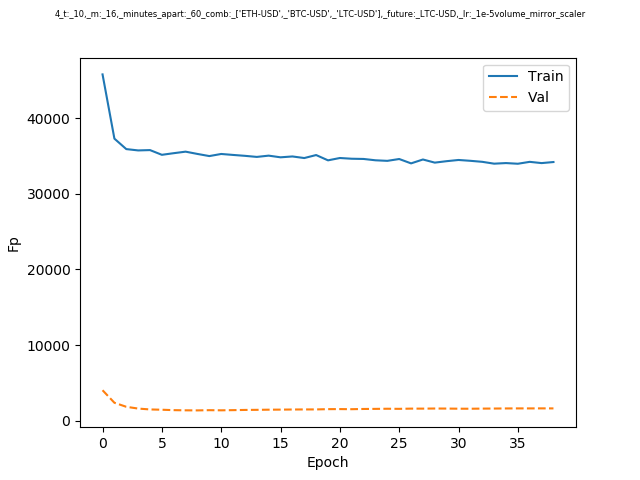 4_t:_10,_m:_16,_minutes_apart:_60_comb:_['ETH-USD',_'BTC-USD',_'LTC-USD'],_future:_LTC-USD,_lr:_1e-5volume_mirror_scaler
Train
Val
40000
30000
20000
10000
0
Fp
0 5 10 15 20 25 30 35
Epoch